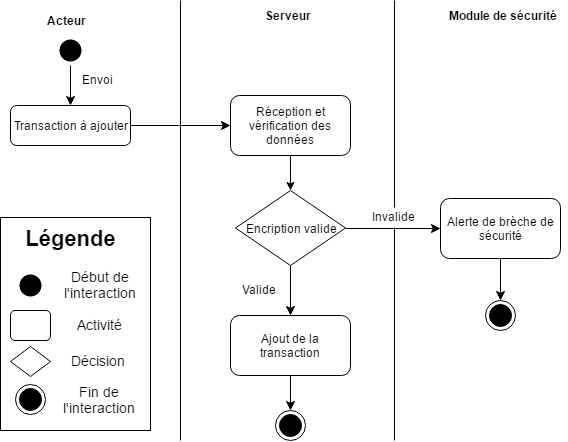 Acteur
Serveur
Module de sécurité
Envoi
Transaction à ajouter
Réception et
vérification des
données
Encription valide
Invalide
Alerte de brèche de
sécurité
Valide
Ajout de la
transaction
Légende
Début de
l'interaction
Activité
Décision
Fin de
l'interaction